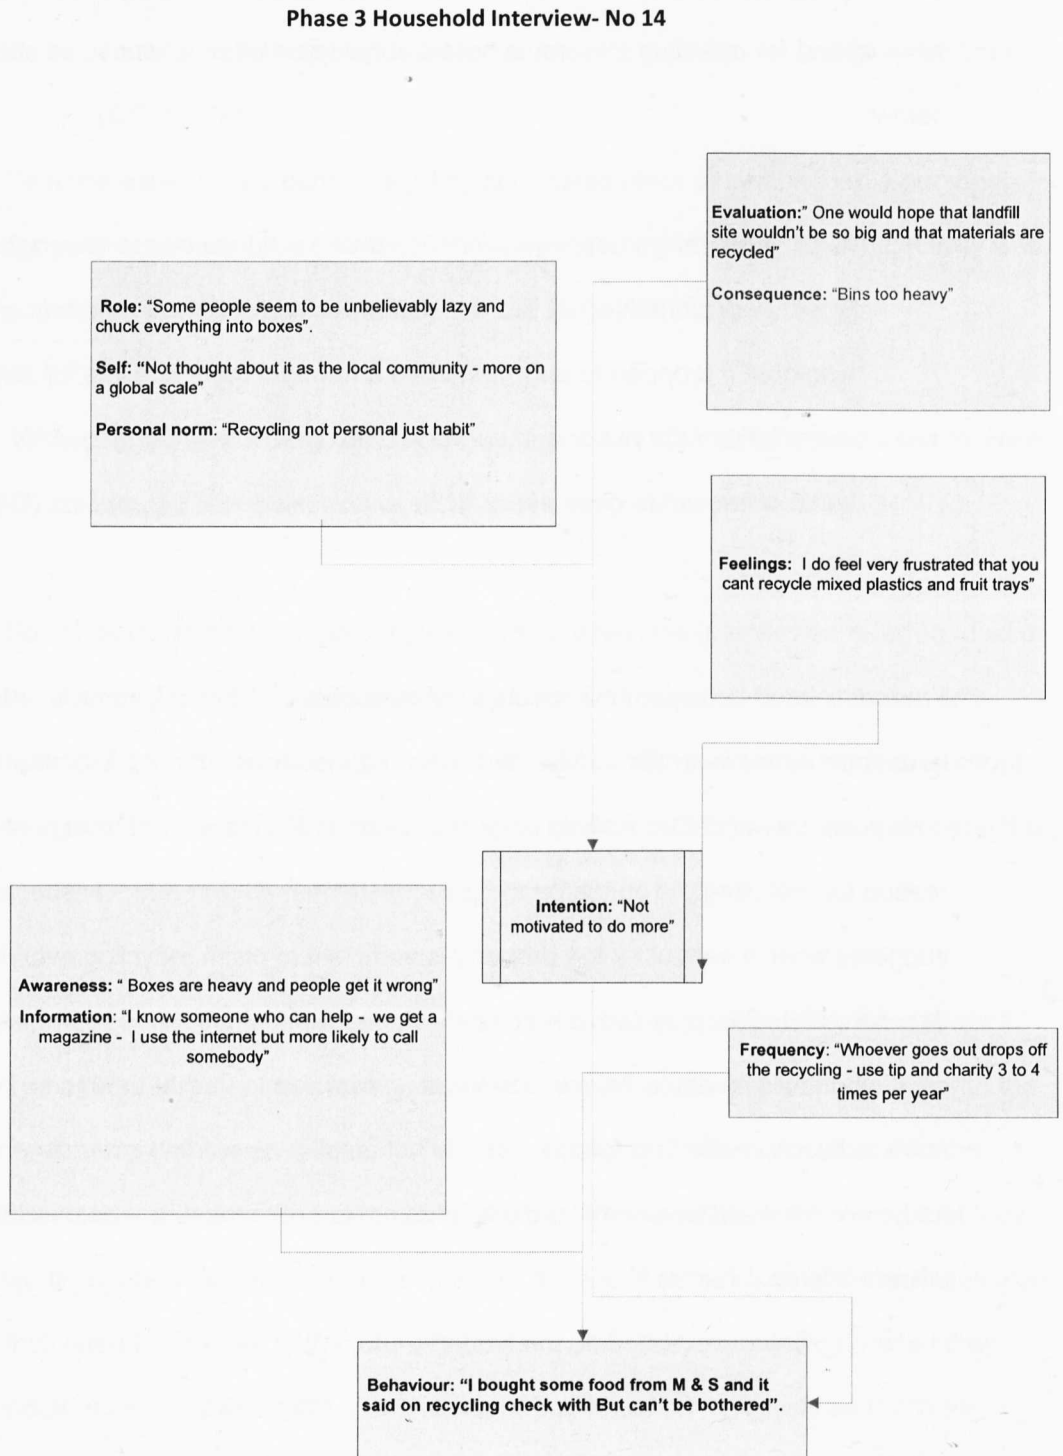 Phase 3 Household Interview- No 14
Evaluation:” One would hope that landfill
site wouldn't be so big and that materials are
recycled”
Consequence: “Bins too heavy”
Role: “Some people seem to be unbelievably lazy and
chuck everything into boxes”.
Self: “Not thought about it as the local community - more on
a global scale”
Personal norm: “Recycling not personal just habit”
Feelings: I do feel very frustrated that you
cant recycle mixed plastics and fruit trays”
Intention: “Not
motivated to do more”
Awareness: “ Boxes are heavy and people get it wrong”
Information: “I know someone who can help - we get a
magazine - I use the internet but more likely to call
somebody”
Frequency: “Whoever goes out drops off
the recycling - use tip and charity 3 to 4
times per year”
Behaviour: “I bought some food from M & S and it
said on recycling check with But can’t be bothered”.